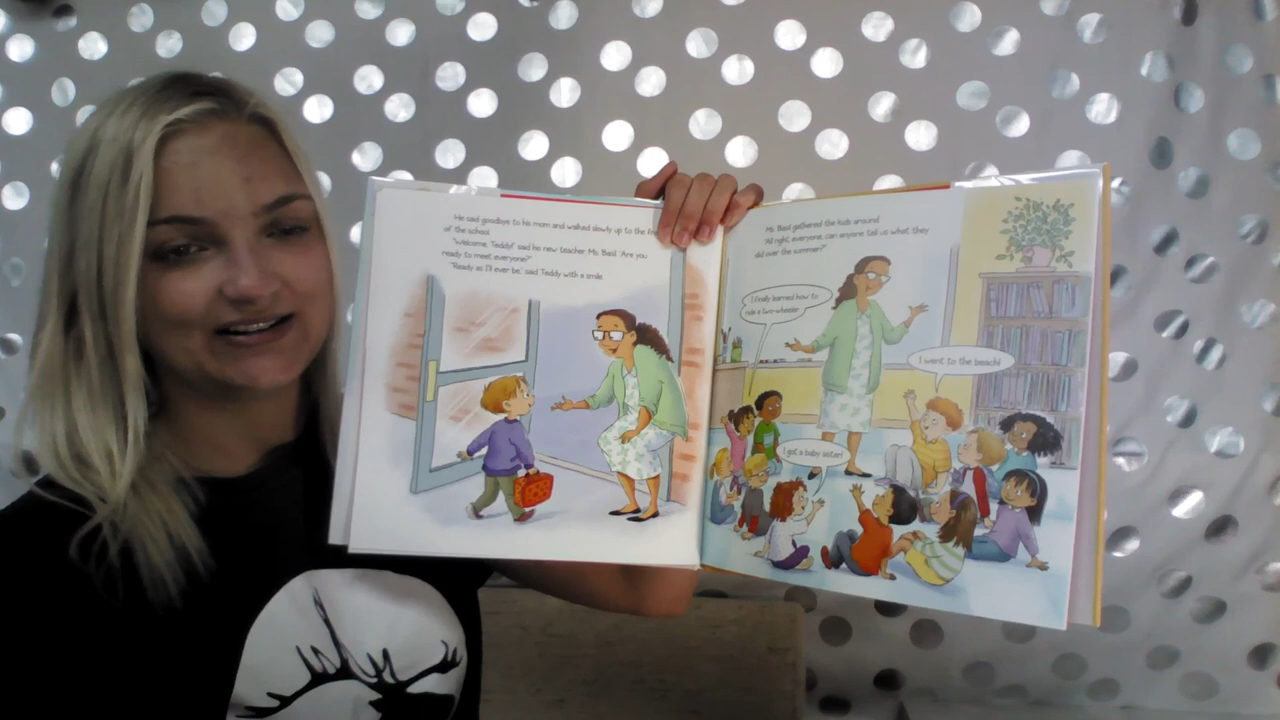 He said goodbye to his mom and walked slowly up to the
of the school.
"Welcome, Teddy!" said his new teacher Ms. Basil. "Are you
ready to meet everyone?"
"Ready as I'll ever be," said Teddy with a smile.
Ms. Basil gathered the kids around.
"All right, everyone, can anyone tell us what they
did over the summer?"
I finally learned how to
ride a two-wheeler.
I went to the beach!
I got a baby sister!